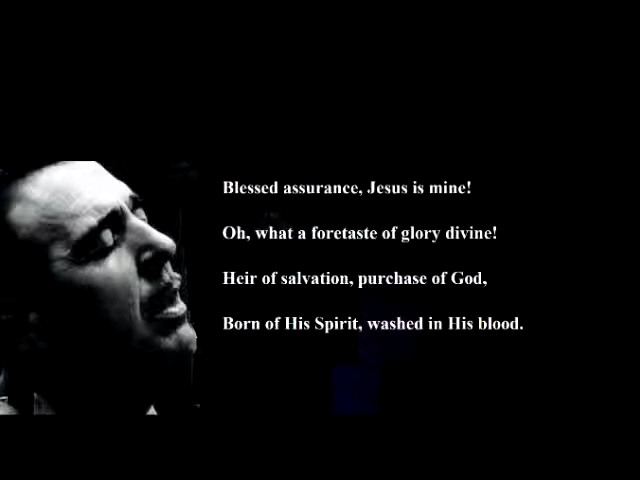 Blessed assurance, Jesus is mine!
Oh, what a foretaste of glory divine!
Heir of salvation, purchase of God,
Born of His Spirit, washed in His blood.